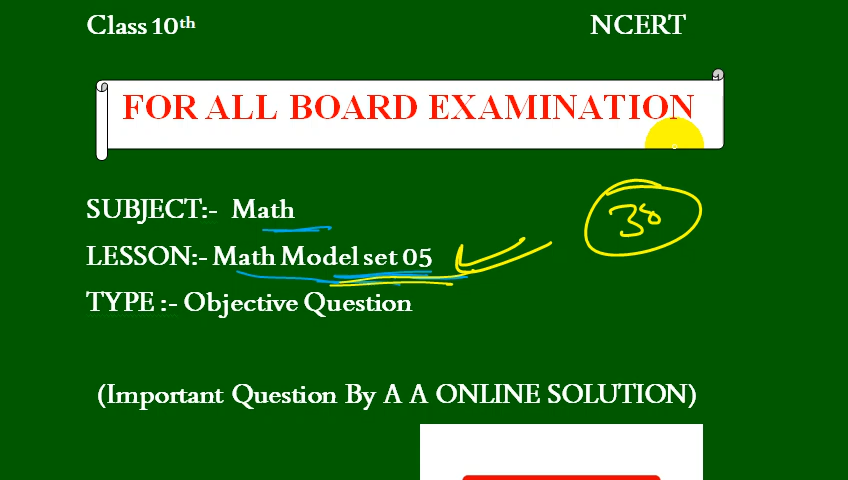 Class 10th NCERT
FOR ALL BOARD EXAMINATION
SUBJECT:- Math
38
LESSON:- Math Model set 05
TYPE :- Objective Question
(Important Question By A A ONLINE SOLUTION)